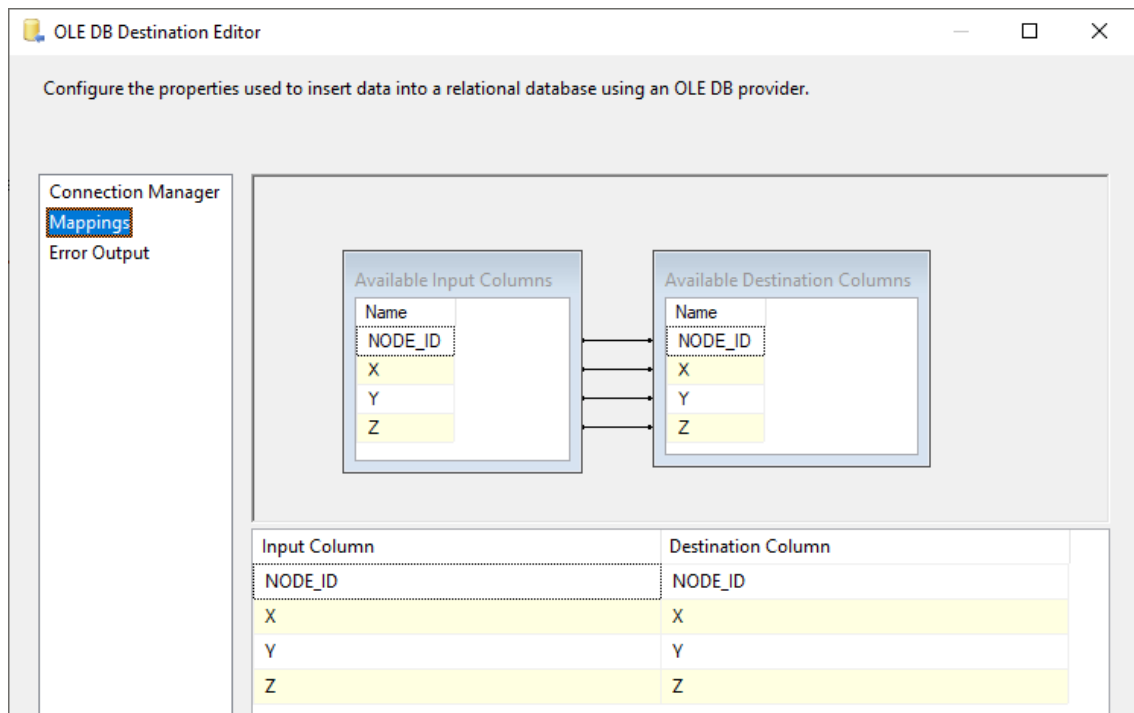 OLE DB Destination Editor
Configure the properties used to insert data into a relational database using an OLE DB provider.
Connection Manager
Mappings
Error Output
Available Input Columns
Name
NODE_ID
X
Y
Z
Available Destination Columns
Name
NODE_ID
X
Y
Z
Input Column Destination Column
NODE_ID NODE_ID
X X
Y Y
Z Z